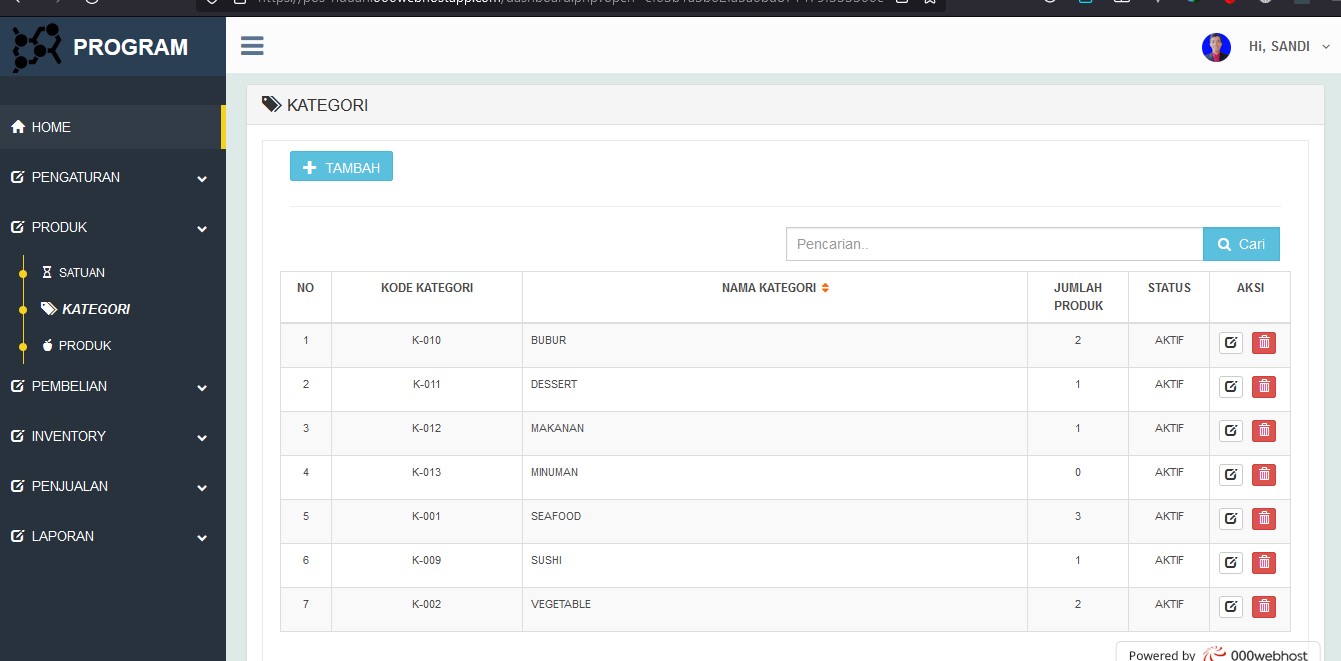 PROGRAM
Hi, SANDI
HOME
PENGATURAN
PRODUK
SATUAN
KATEGORI
PRODUK
PEMBELIAN
INVENTORY
PENJUALAN
LAPORAN
KATEGORI
TAMBAH
Pencarian.. Cari
NO KODE KATEGORI NAMA KATEGORI JUMLAH PRODUK STATUS AKSI
1 K-010 BUBUR 2 AKTIF
2 K-011 DESSERT 1 AKTIF
3 K-012 MAKANAN 1 AKTIF
4 K-013 MINUMAN 0 AKTIF
5 K-001 SEAFOOD 3 AKTIF
6 K-009 SUSHI 1 AKTIF
7 K-002 VEGETABLE 2 AKTIF
Powered by 000webhost